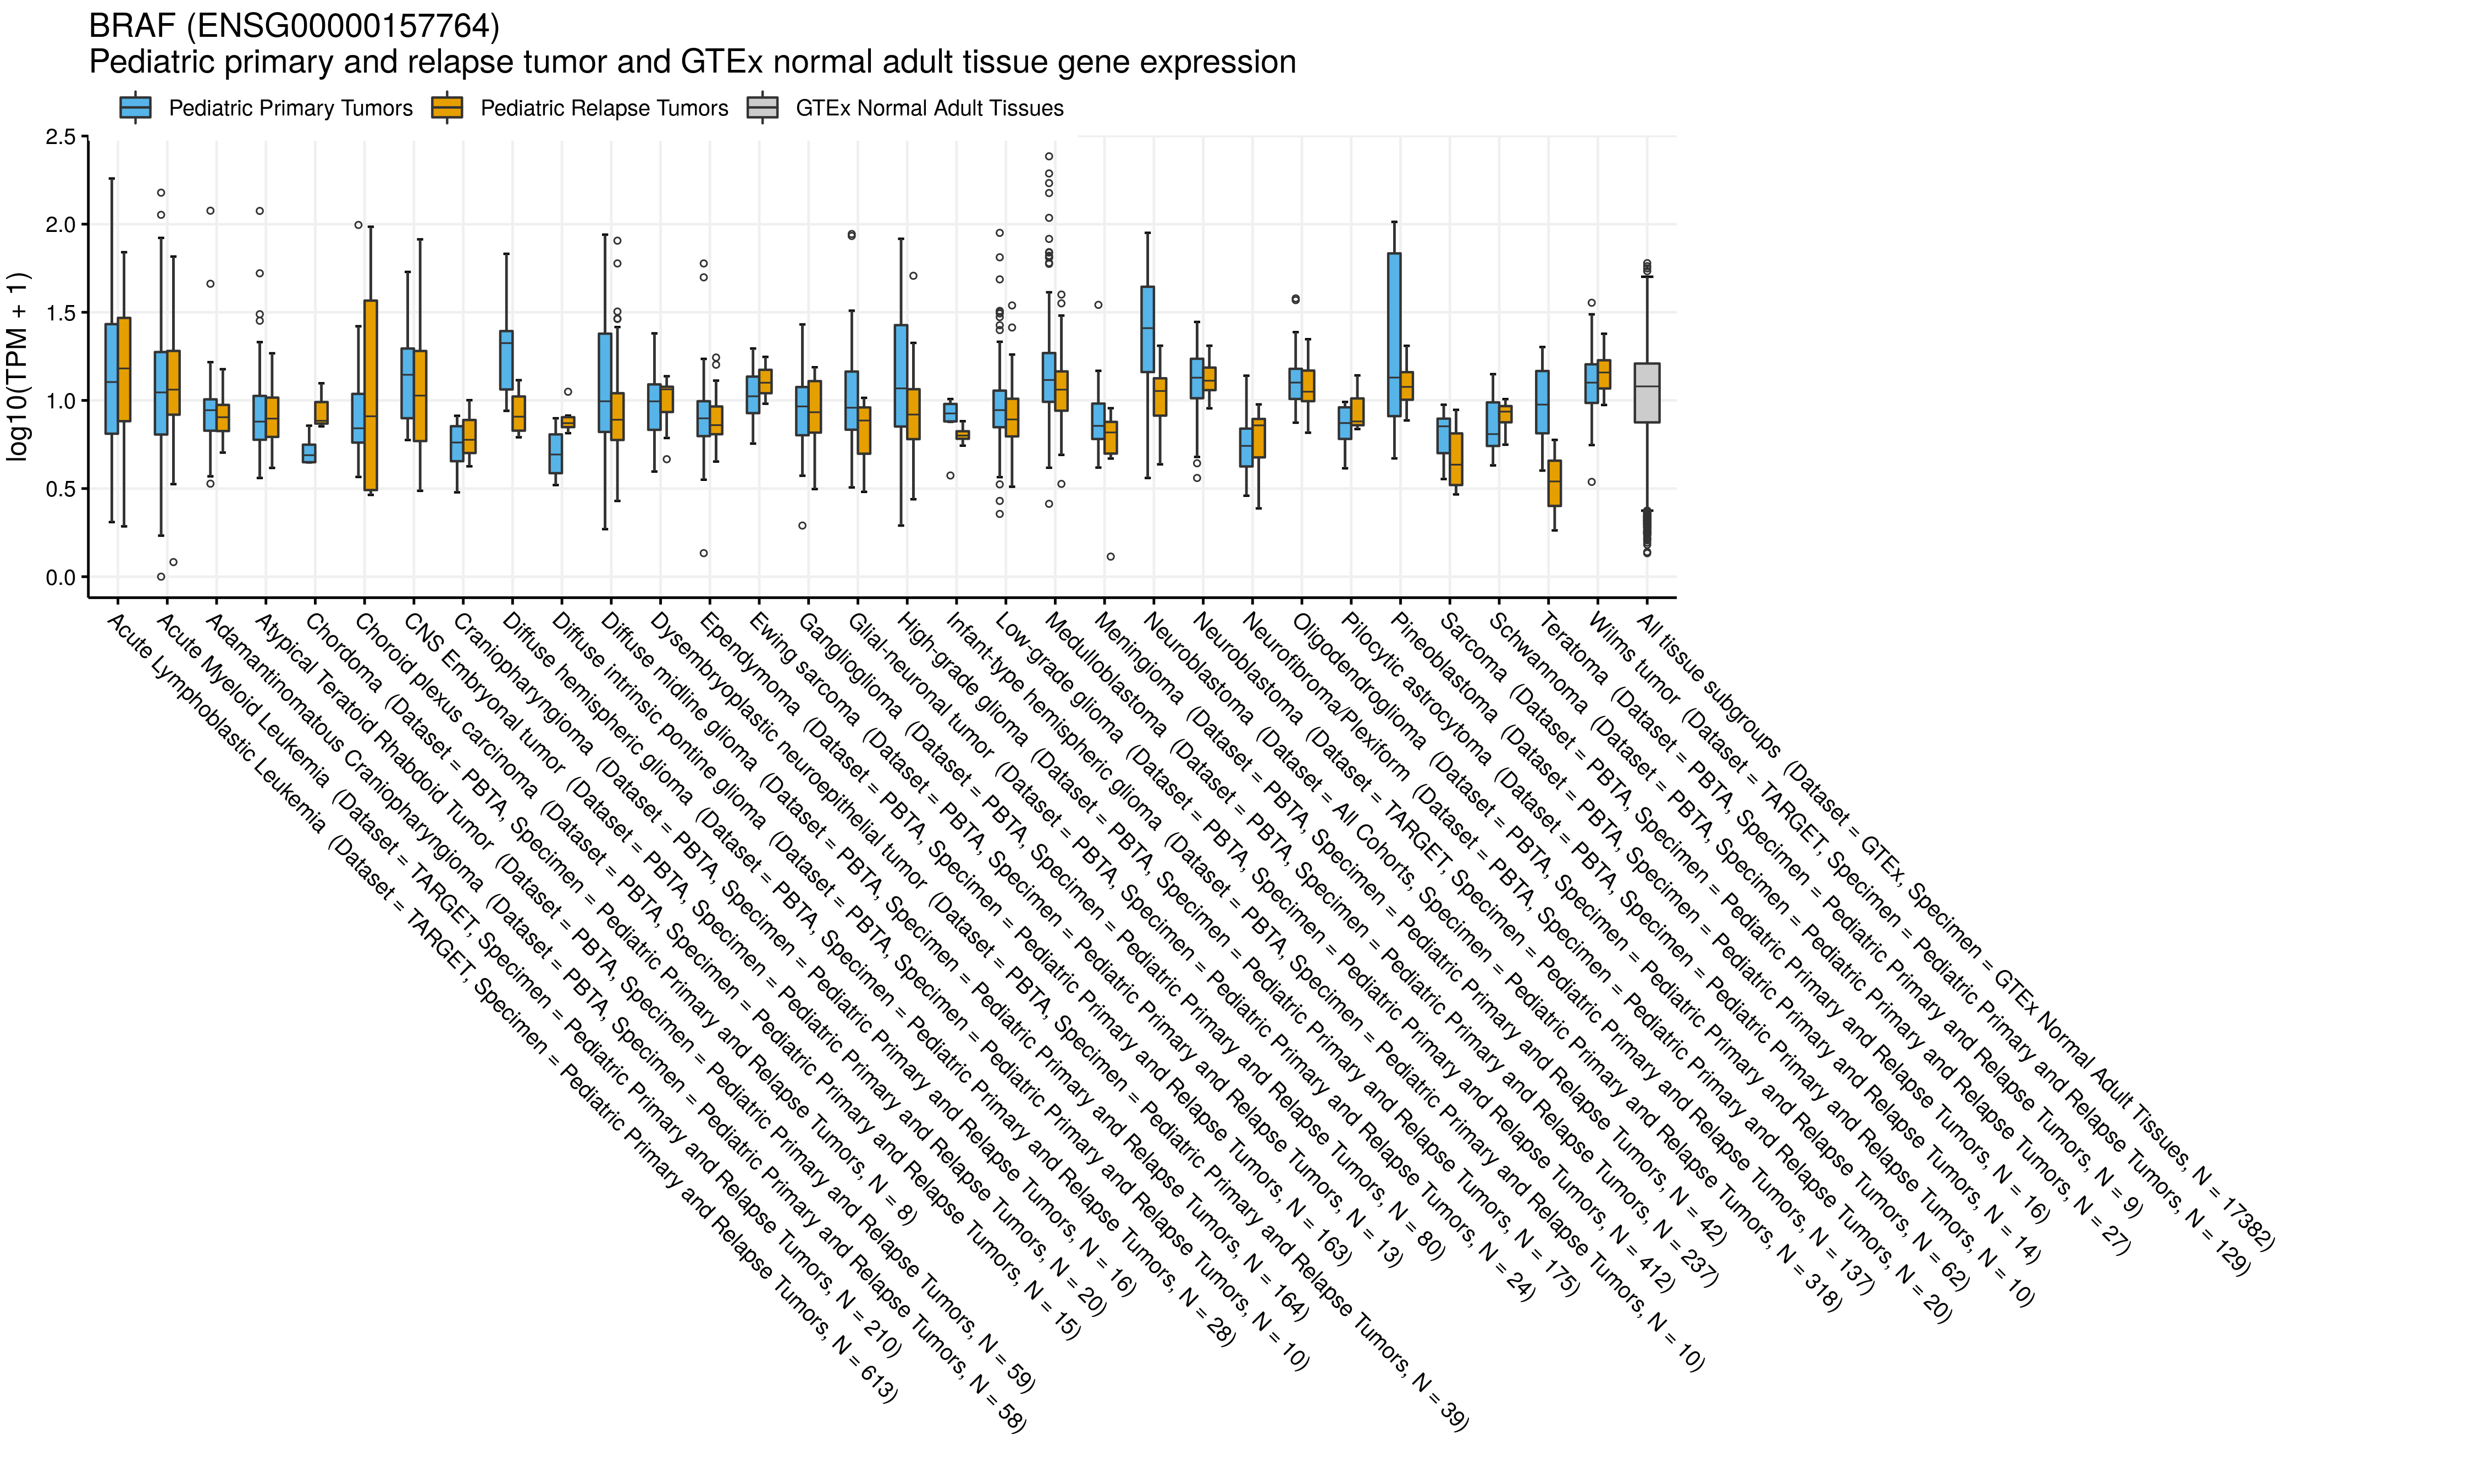 BRAF (ENSG00000157764)
Pediatric primary and relapse tumor and GTEx normal adult tissue gene expression
Pediatric Primary Tumors
Pediatric Relapse Tumors
GTEx Normal Adult Tissues
log10(TPM + 1)
2.5
2.0
1.5
1.0
0.5
0.0
Acute Lymphoblastic Leukemia (Dataset = TARGET, Specimen = Pediatric Primary and Relapse Tumors, N = 613)
Acute Myeloid Leukemia (Dataset = TARGET, Specimen = Pediatric Primary and Relapse Tumors, N = 210)
Adamantinomatous Craniopharyngioma (Dataset = PBTA, Specimen = Pediatric Primary and Relapse Tumors, N = 58)
Atypical Teratoid Rhabdoid Tumor (Dataset = PBTA, Specimen = Pediatric Primary and Relapse Tumors, N = 59)
Chordoma (Dataset = PBTA, Specimen = Pediatric Primary and Relapse Tumors, N = 8)
Choroid plexus carcinoma (Dataset = PBTA, Specimen = Pediatric Primary and Relapse Tumors, N = 15)
CNS Embryonal tumor (Dataset = PBTA, Specimen = Pediatric Primary and Relapse Tumors, N = 20)
Craniopharyngioma (Dataset = PBTA, Specimen = Pediatric Primary and Relapse Tumors, N = 16)
Diffuse hemispheric glioma (Dataset = PBTA, Specimen = Pediatric Primary and Relapse Tumors, N = 28)
Diffuse intrinsic pontine glioma (Dataset = PBTA, Specimen = Pediatric Primary and Relapse Tumors, N = 10)
Diffuse midline glioma (Dataset = PBTA, Specimen = Pediatric Primary and Relapse Tumors, N = 164)
Dysembryoplastic neuroepithelial tumor (Dataset = PBTA, Specimen = Pediatric Primary and Relapse Tumors, N = 39)
Ependymoma (Dataset = PBTA, Specimen = Pediatric Primary and Relapse Tumors, N = 163)
Ewing sarcoma (Dataset = PBTA, Specimen = Pediatric Primary and Relapse Tumors, N = 13)
Ganglioglioma (Dataset = PBTA, Specimen = Pediatric Primary and Relapse Tumors, N = 80)
Glial-neuronal tumor (Dataset = PBTA, Specimen = Pediatric Primary and Relapse Tumors, N = 24)
High-grade glioma (Dataset = PBTA, Specimen = Pediatric Primary and Relapse Tumors, N = 175)
Infant-type hemispheric glioma (Dataset = PBTA, Specimen = Pediatric Primary and Relapse Tumors, N = 10)
Low-grade glioma (Dataset = PBTA, Specimen = Pediatric Primary and Relapse Tumors, N = 412)
Medulloblastoma (Dataset = PBTA, Specimen = Pediatric Primary and Relapse Tumors, N = 237)
Meningioma (Dataset = PBTA, Specimen = Pediatric Primary and Relapse Tumors, N = 42)
Neuroblastoma (Dataset = All Cohorts, Specimen = Pediatric Primary and Relapse Tumors, N = 318)
Neuroblastoma (Dataset = TARGET, Specimen = Pediatric Primary and Relapse Tumors, N = 137)
Neurofibroma/Plexiform (Dataset = PBTA, Specimen = Pediatric Primary and Relapse Tumors, N = 20)
Oligodendroglioma (Dataset = PBTA, Specimen = Pediatric Primary and Relapse Tumors, N = 62)
Pilocytic astrocytoma (Dataset = PBTA, Specimen = Pediatric Primary and Relapse Tumors, N = 10)
Pineoblastoma (Dataset = PBTA, Specimen = Pediatric Primary and Relapse Tumors, N = 14)
Sarcoma (Dataset = PBTA, Specimen = Pediatric Primary and Relapse Tumors, N = 16)
Schwannoma (Dataset = PBTA, Specimen = Pediatric Primary and Relapse Tumors, N = 27)
Teratoma (Dataset = PBTA, Specimen = Pediatric Primary and Relapse Tumors, N = 9)
Wilms tumor (Dataset = TARGET, Specimen = Pediatric Primary and Relapse Tumors, N = 129)
All tissue subgroups (Dataset = GTEx, Specimen = GTEx Normal Adult Tissues, N = 17382)